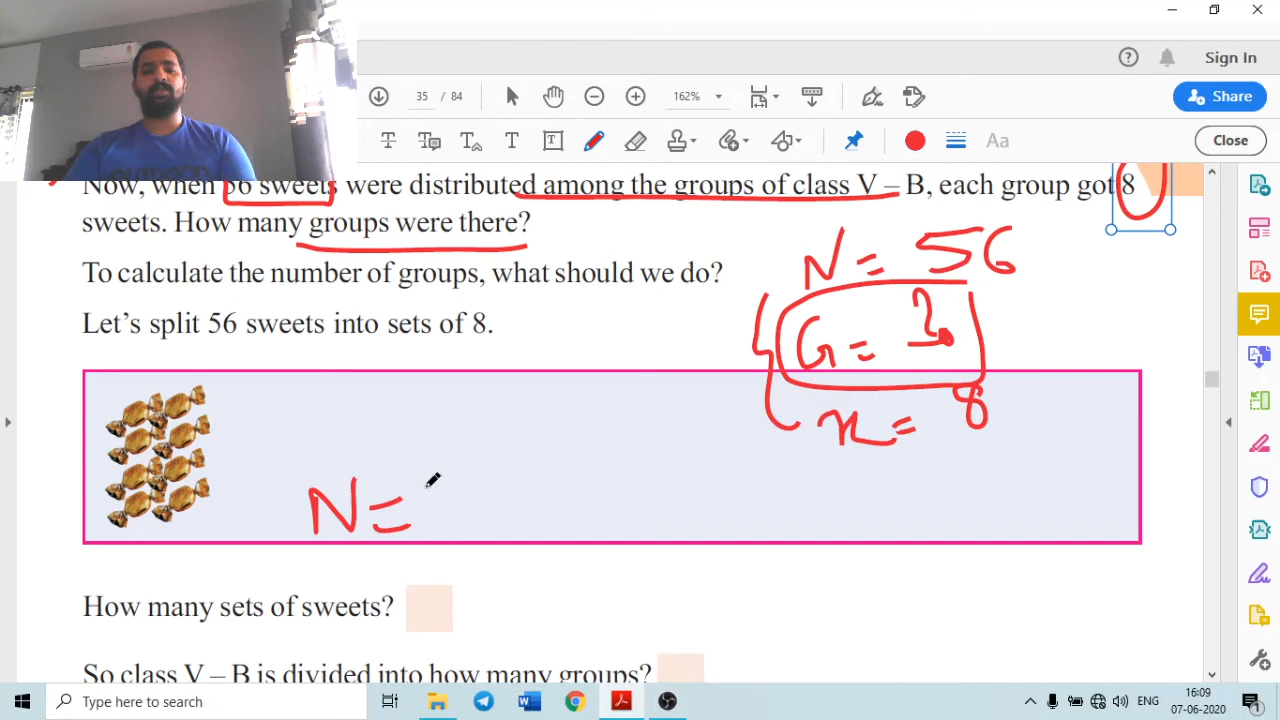 Sign In
35 / 84
162%
Share
Close
Now, when 56 sweets were distributed among the groups of class V – B, each group got 8
sweets. How many groups were there?
N = 56
To calculate the number of groups, what should we do?
Let's split 56 sweets into sets of 8.
G = ?
x = 8
N =
How many sets of sweets?
So class V – B is divided into how many groups?
Type here to search
ENG
16:09
07-06-2020